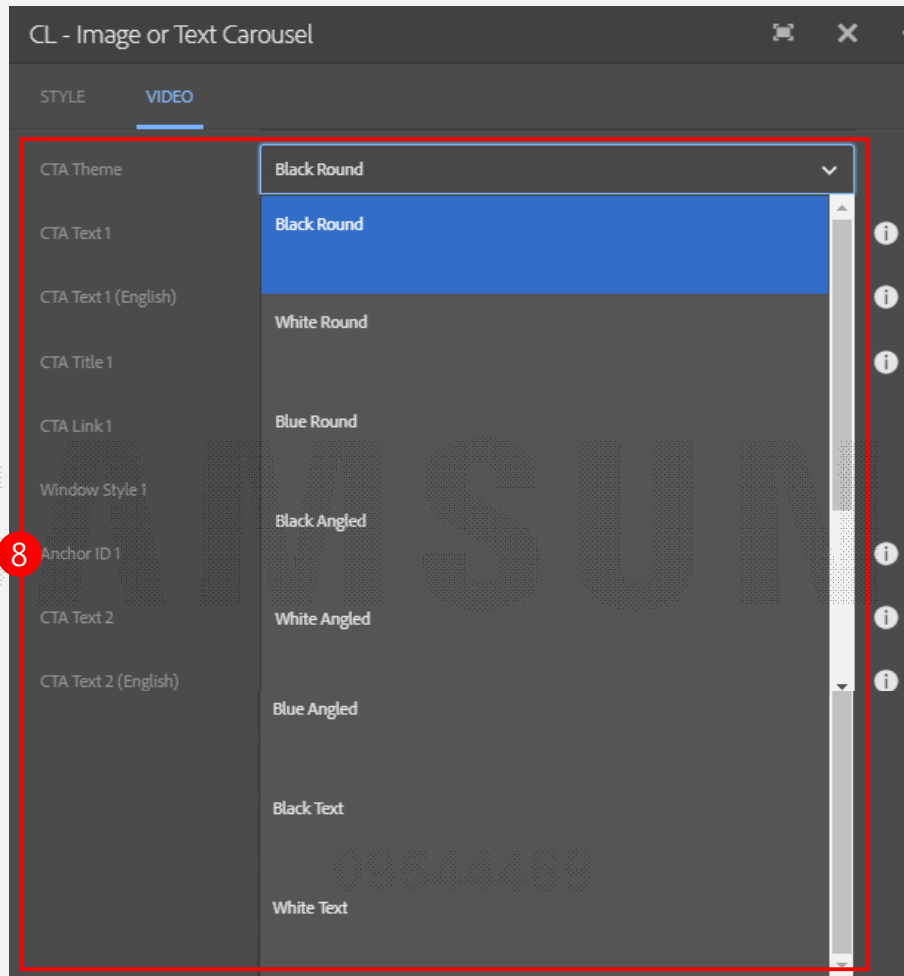 CL - Image or Text Carousel
STYLE VIDEO
CTA Theme Black Round
Black Round
CTA Text 1
CTA Text 1 (English)
White Round
CTA Title 1
CTA Link 1 Blue Round
Window Style 1
Black Angled
8 Anchor ID 1
CTA Text 2 White Angled
CTA Text 2 (English)
Blue Angled
Black Text
White Text
AMSUN
09544469